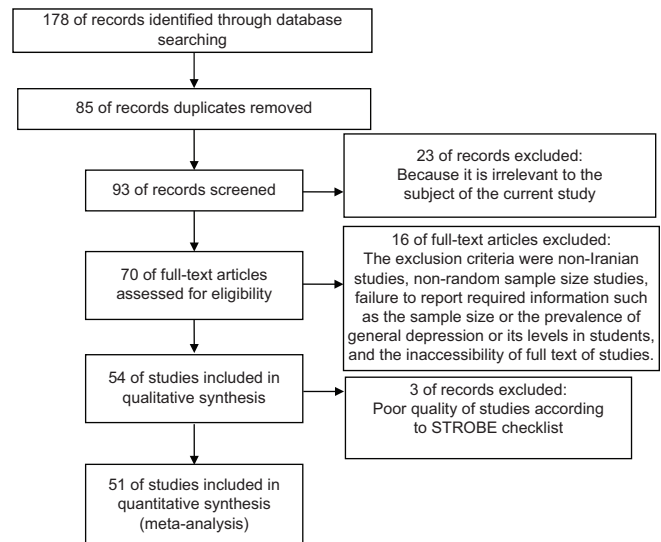 178 of records identified through database
searching
85 of records duplicates removed
93 of records screened
23 of records excluded:
Because it is irrelevant to the
subject of the current study
70 of full-text articles
assessed for eligibility
16 of full-text articles excluded:
The exclusion criteria were non-Iranian
studies, non-random sample size studies,
failure to report required information such
as the sample size or the prevalence of
general depression or its levels in students,
and the inaccessibility of full text of studies.
54 of studies included in
qualitative synthesis
3 of records excluded:
Poor quality of studies according
to STROBE checklist
51 of studies included in
quantitative synthesis
(meta-analysis)